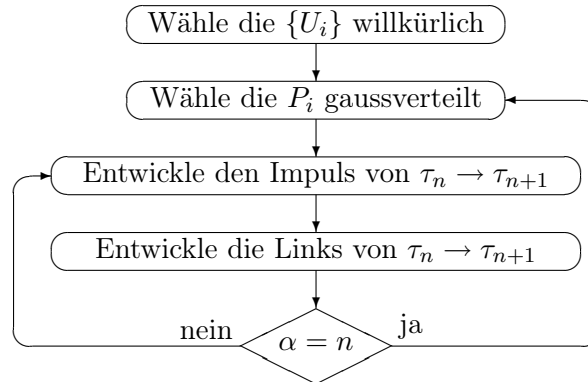 Wähle die {U_i} willkürlich
Wähle die P_i gaussverteilt
Entwickle den Impuls von τ_n → τ_{n+1}
Entwickle die Links von τ_n → τ_{n+1}
nein
α = n
ja